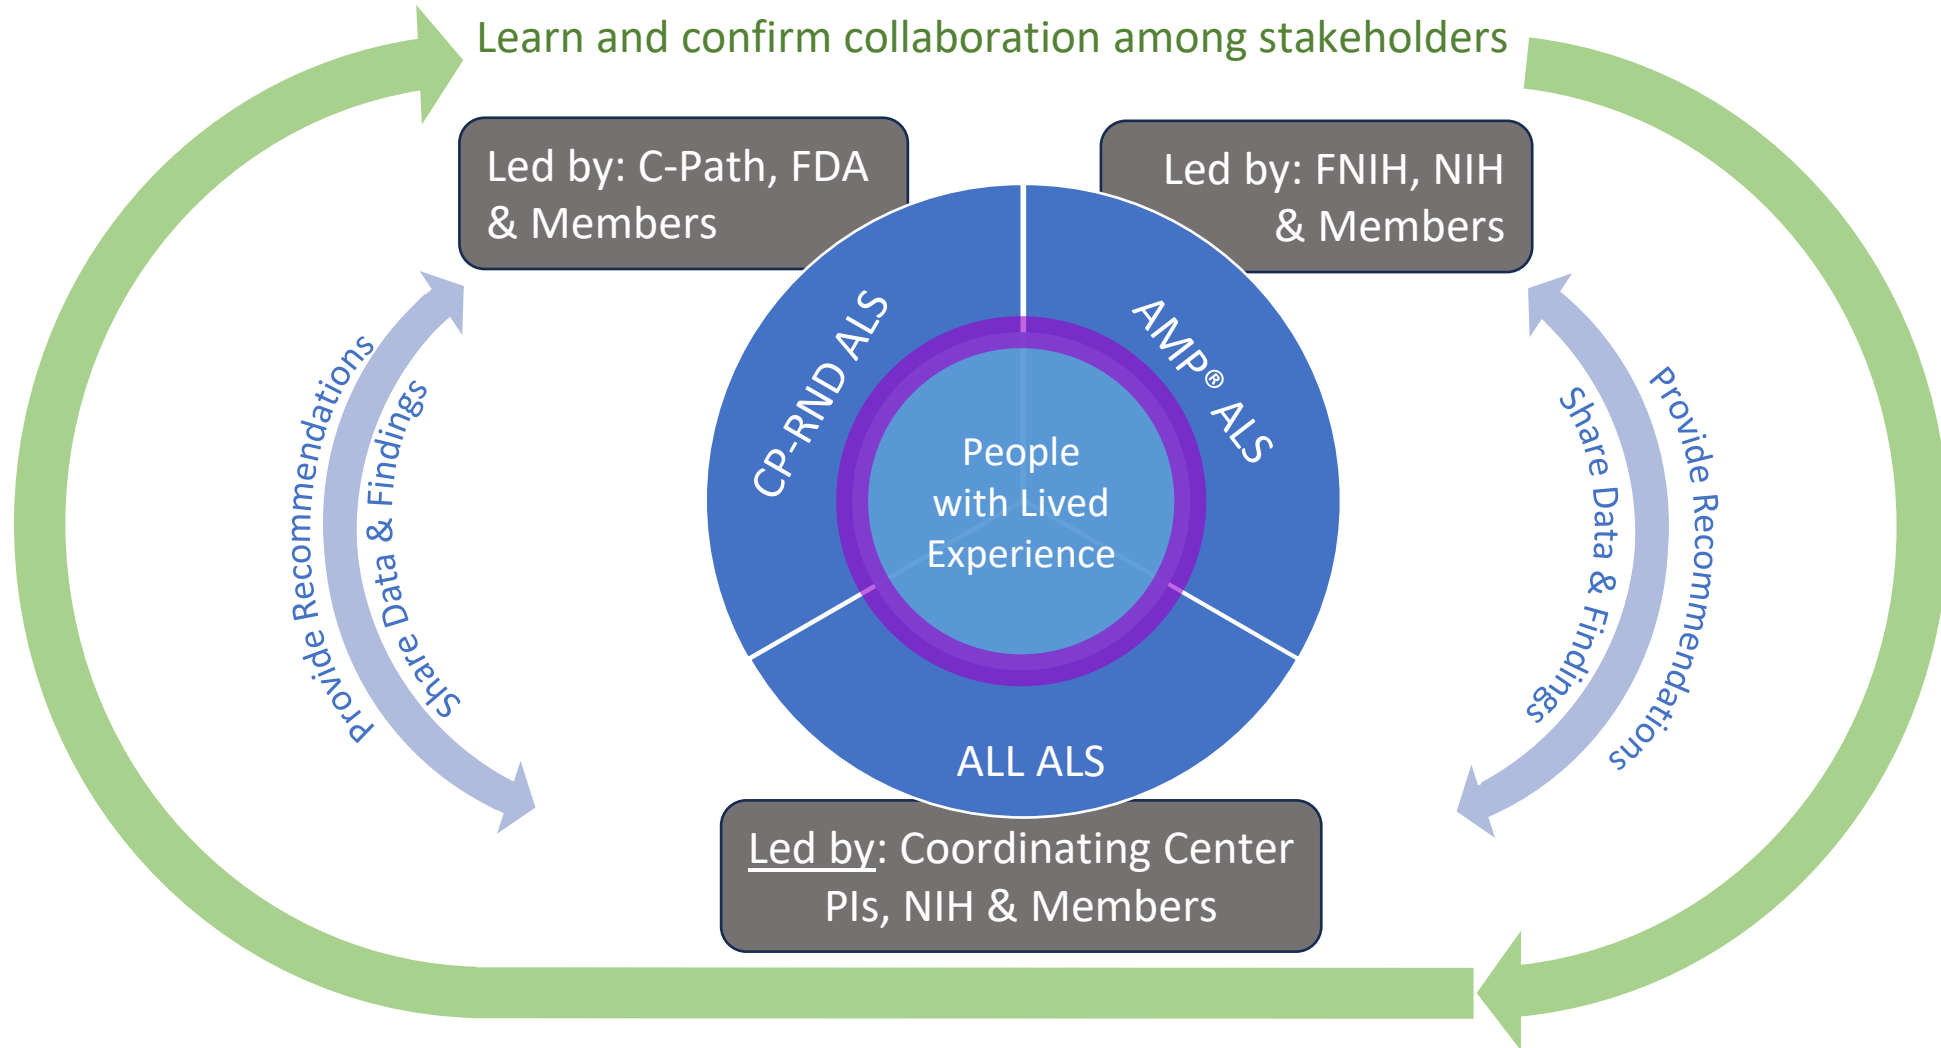 Learn and confirm collaboration among stakeholders
Led by: C-Path, FDA
& Members
Led by: FNIH, NIH
& Members
CP-RND ALS
AMP® ALS
People
with Lived
Experience
Provide Recommendations
Share Data & Findings
Share Data & Findings
Provide Recommendations
ALL ALS
Led by: Coordinating Center
PIs, NIH & Members